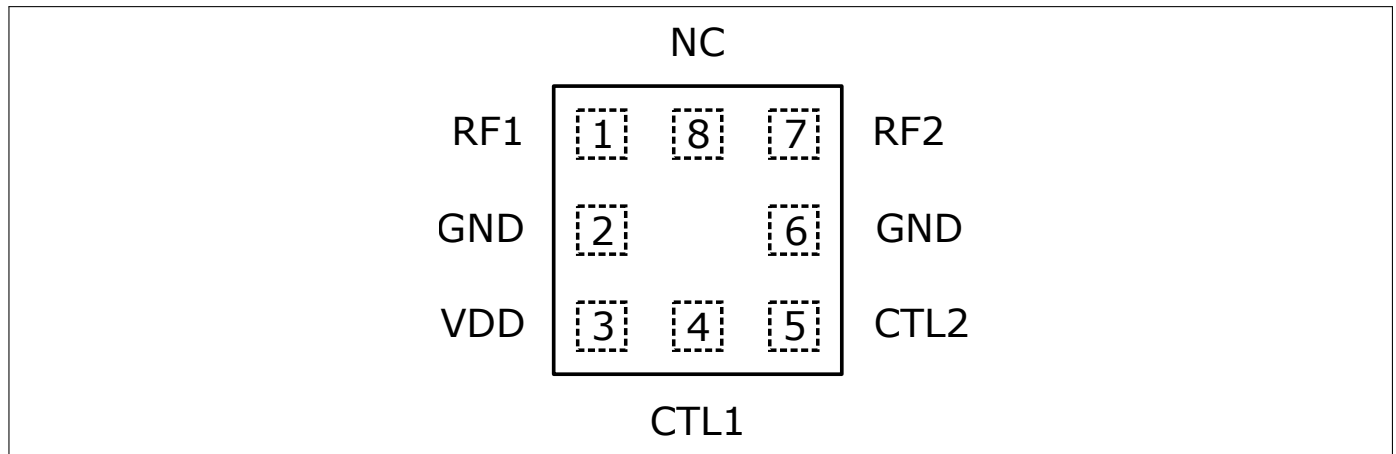 NC
RF1 1 8 7 RF2
GND 2 6 GND
VDD 3 4 5 CTL2
CTL1